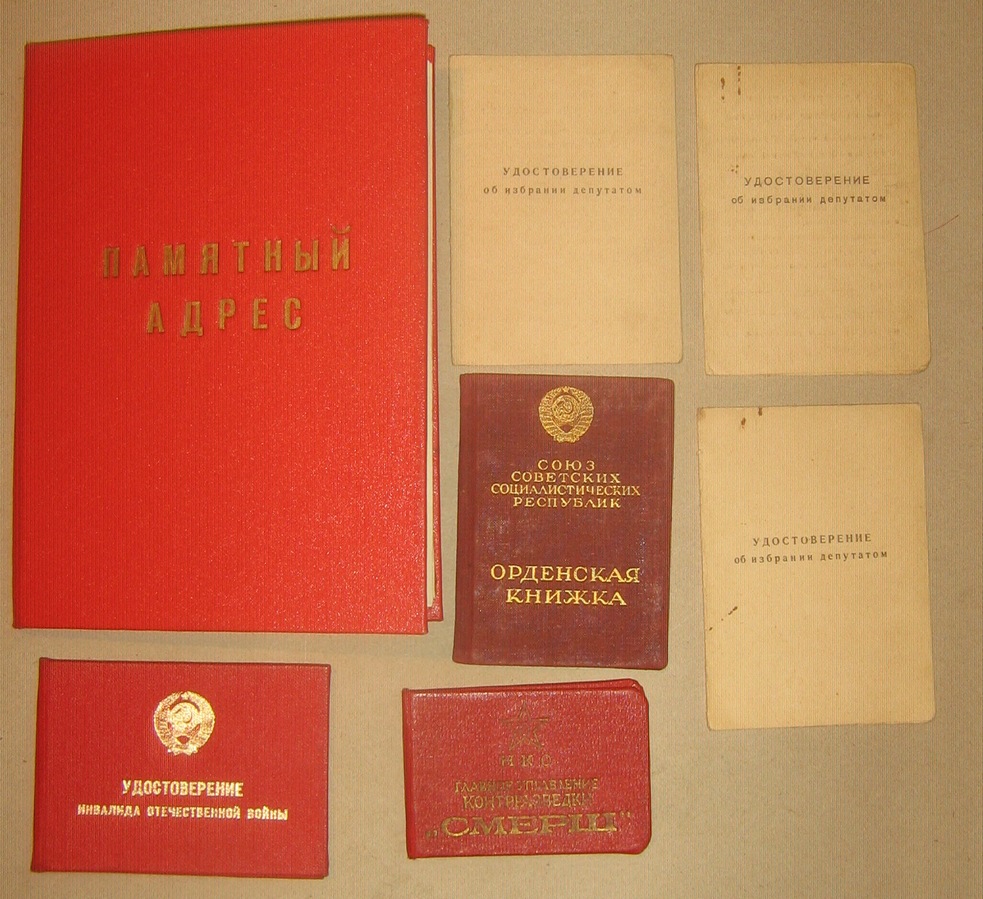 ПАМЯТНЫЙ
АДРЕС
УДОСТОВЕРЕНИЕ
об избрании депутатом
УДОСТОВЕРЕНИЕ
об избрании депутатом
СОЮЗ
СОВЕТСКИХ
СОЦИАЛИСТИЧЕСКИХ
РЕСПУБЛИК
ОРДЕНСКАЯ
КНИЖКА
УДОСТОВЕРЕНИЕ
об избрании депутатом
УДОСТОВЕРЕНИЕ
ИНВАЛИДА ОТЕЧЕСТВЕННОЙ ВОЙНЫ
Н К О
ГЛАВНОЕ УПРАВЛЕНИЕ
КОНТРРАЗВЕДКИ
„СМЕРШ"